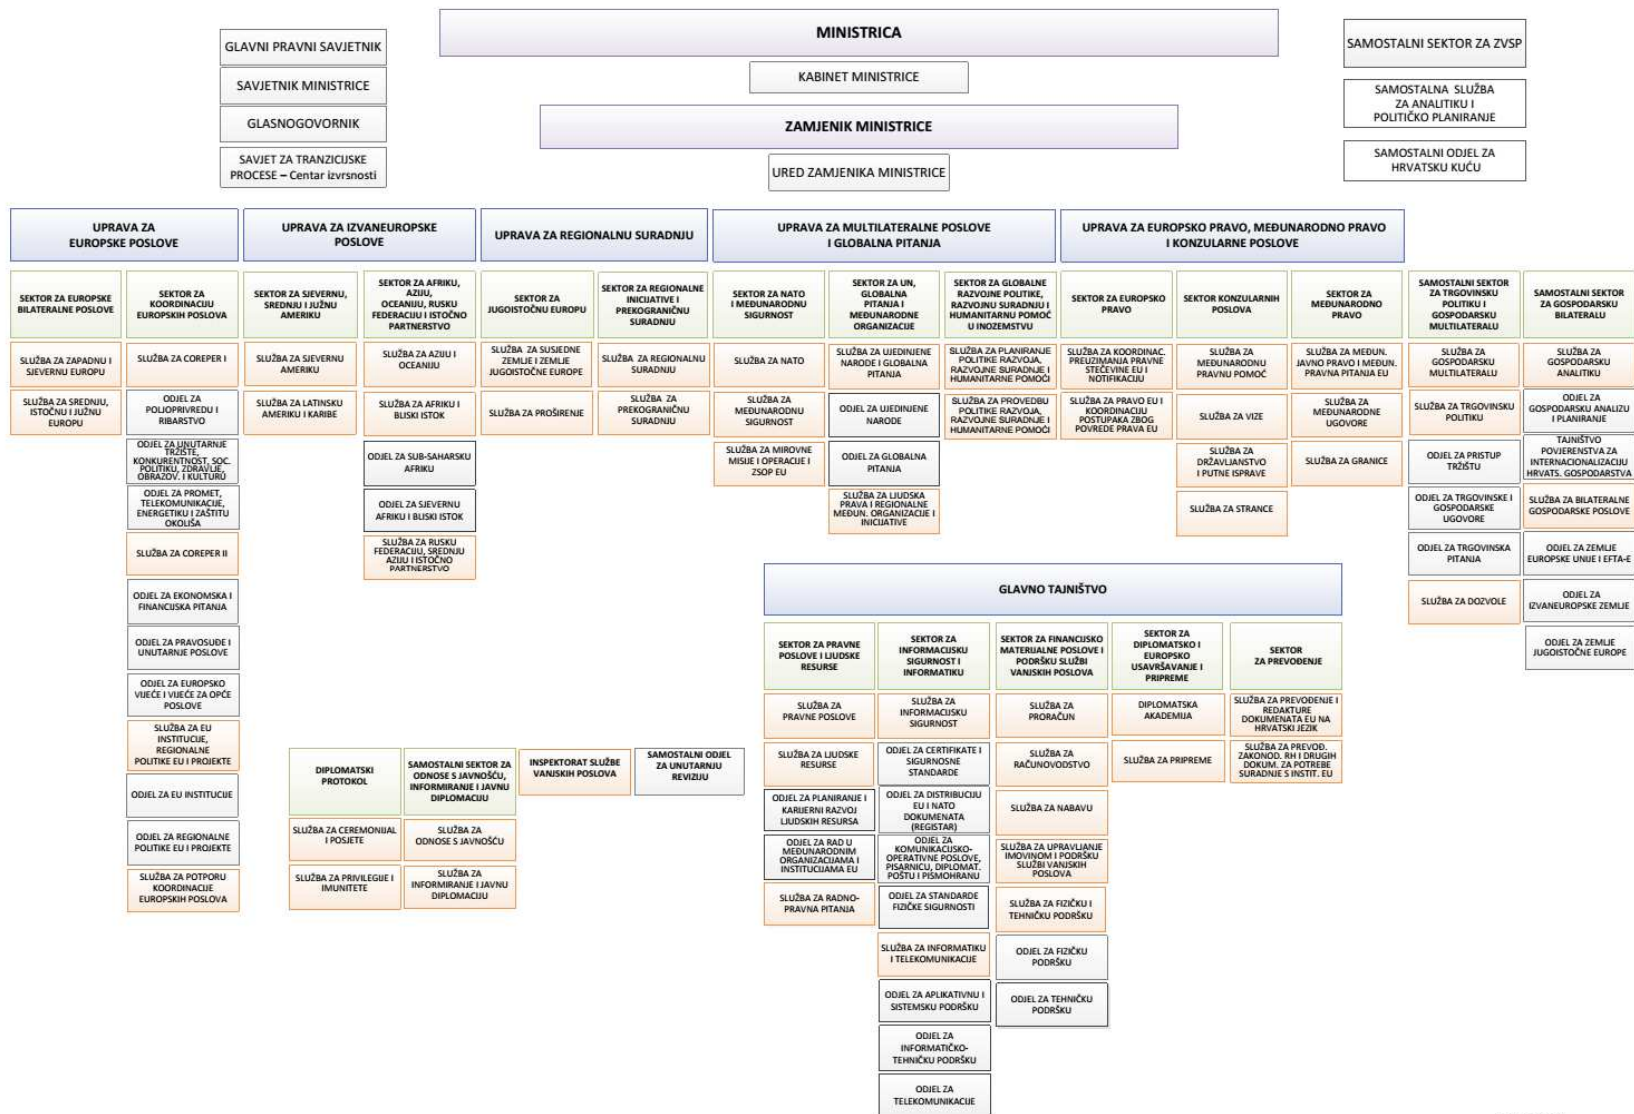 GLAVNI PRAVNI SAVJETNIK
SAVJETNIK MINISTRICE
GLASNOGOVORNIK
SAVJET ZA TRANZICIJSKE
PROCESE – Centar izvrsnosti
MINISTRICA
KABINET MINISTRICE
ZAMJENIK MINISTRICE
URED ZAMJENIKA MINISTRICE
SAMOSTALNI SEKTOR ZA ZVSP
SAMOSTALNA SLUŽBA
ZA ANALITIKU I
POLITIČKO PLANIRANJE
SAMOSTALNI ODJEL ZA
HRVATSKU KUĆU
UPRAVA ZA
EUROPSKE POSLOVE
SEKTOR ZA EUROPSKE
BILATERALNE POSLOVE
SLUŽBA ZA ZAPADNU I
SJEVERNU EUROPU
SLUŽBA ZA SREDNJU,
ISTOČNU I JUŽNU
EUROPU
SEKTOR ZA
KOORDINACIJU
EUROPSKIH POSLOVA
SLUŽBA ZA COREPER I
ODJEL ZA
POLJOPRIVREDU I
RIBARSTVO
ODJEL ZA UNUTARNJE
TRŽIŠTE,
KONKURENTNOST, SOC.
POLITIKU, ZDRAVLJE,
OBRAZOV. I KULTURU
ODJEL ZA PROMET,
TELEKOMUNIKACIJE,
ENERGETIKU I ZAŠTITU
OKOLIŠA
SLUŽBA ZA COREPER II
ODJEL ZA EKONOMSKA I
FINANCIJSKA PITANJA
ODJEL ZA PRAVOSUĐE I
UNUTARNJE POSLOVE
ODJEL ZA EUROPSKO
VIJEĆE I VIJEĆE ZA OPĆE
POSLOVE
SLUŽBA ZA EU
INSTITUCIJE,
REGIONALNE
POLITIKE EU I PROJEKTE
ODJEL ZA EU INSTITUCIJE
ODJEL ZA REGIONALNE
POLITIKE EU I PROJEKTE
SLUŽBA ZA POTPORU
KOORDINACIJE
EUROPSKIH POSLOVA
UPRAVA ZA IZVANEUROPSKE
POSLOVE
SEKTOR ZA SJEVERNU,
SREDNJU I JUŽNU
AMERIKU
SLUŽBA ZA SJEVERNU
AMERIKU
SLUŽBA ZA LATINSKU
AMERIKU I KARIBE
SEKTOR ZA AFRIKU,
AZIJU,
OCEANIJU, RUSKU
FEDERACIJU I ISTOČNO
PARTNERSTVO
SLUŽBA ZA AZIJU I
OCEANIJU
SLUŽBA ZA AFRIKU I
BLISKI ISTOK
ODJEL ZA SUB-SAHARSKU
AFRIKU
ODJEL ZA SJEVERNU
AFRIKU I BLISKI ISTOK
SLUŽBA ZA RUSKU
FEDERACIJU, SREDNJU
AZIJU I ISTOČNO
PARTNERSTVO
UPRAVA ZA REGIONALNU SURADNJU
SEKTOR ZA
JUGOISTOČNU EUROPU
SLUŽBA ZA SUSJEDNE
ZEMLJE I ZEMLJE
JUGOISTOČNE EUROPE
SLUŽBA ZA PROŠIRENJE
SEKTOR ZA REGIONALNE
INICIJATIVE I
PREKOGRANIČNU
SURADNJU
SLUŽBA ZA REGIONALNU
SURADNJU
SLUŽBA ZA
PREKOGRANIČNU
SURADNJU
UPRAVA ZA MULTILATERALNE POSLOVE
I GLOBALNA PITANJA
SEKTOR ZA NATO
I MEĐUNARODNU
SIGURNOST
SLUŽBA ZA NATO
SLUŽBA ZA
MEĐUNARODNU
SIGURNOST
SLUŽBA ZA MIROVNE
MISIJE I OPERACIJE I
ZSOP EU
SEKTOR ZA UN,
GLOBALNA
PITANJA I
MEĐUNARODNE
ORGANIZACIJE
SLUŽBA ZA UJEDINJENE
NARODE I GLOBALNA
PITANJA
ODJEL ZA UJEDINJENE
NARODE
ODJEL ZA GLOBALNA
PITANJA
SLUŽBA ZA LJUDSKA
PRAVA I REGIONALNE
MEĐUN. ORGANIZACIJE I
INICIJATIVE
SEKTOR ZA GLOBALNE
RAZVOJNE POLITIKE,
RAZVOJNU SURADNJU I
HUMANITARNU POMOĆ
U INOZEMSTVU
SLUŽBA ZA PLANIRANJE
POLITIKE RAZVOJA,
RAZVOJNE SURADNJE I
HUMANITARNE POMOĆI
SLUŽBA ZA PROVEDBU
POLITIKE RAZVOJA,
RAZVOJNE SURADNJE I
HUMANITARNE POMOĆI
UPRAVA ZA EUROPSKO PRAVO, MEĐUNARODNO PRAVO
I KONZULARNE POSLOVE
SEKTOR ZA EUROPSKO
PRAVO
SLUŽBA ZA KOORDINAC.
PREUZIMANJA PRAVNE
STEČEVINE EU I
NOTIFIKACIJU
SLUŽBA ZA PRAVO EU I
KOORDINACIJU
POSTUPAKA ZBOG
POVREDE PRAVA EU
SEKTOR KONZULARNIH
POSLOVA
SLUŽBA ZA
MEĐUNARODNU
PRAVNU POMOĆ
SLUŽBA ZA VIZE
SLUŽBA ZA
DRŽAVLJANSTVO
I PUTNE ISPRAVE
SLUŽBA ZA STRANCE
SEKTOR ZA
MEĐUNARODNO
PRAVO
SLUŽBA ZA MEĐUN.
JAVNO PRAVO I MEĐUN.
PRAVNA PITANJA EU
SLUŽBA ZA
MEĐUNARODNE
UGOVORE
SLUŽBA ZA GRANICE
SAMOSTALNI SEKTOR
ZA TRGOVINSKU
POLITIKU I
GOSPODARSKU
MULTILATERALU
SLUŽBA ZA
GOSPODARSKU
MULTILATERALU
SLUŽBA ZA TRGOVINSKU
POLITIKU
ODJEL ZA PRISTUP
TRŽIŠTU
ODJEL ZA TRGOVINSKE I
GOSPODARSKE
UGOVORE
ODJEL ZA TRGOVINSKA
PITANJA
SLUŽBA ZA DOZVOLE
SAMOSTALNI SEKTOR
ZA GOSPODARSKU
BILATERALU
SLUŽBA ZA
GOSPODARSKU
ANALITIKU
ODJEL ZA
GOSPODARSKU ANALIZU
I PLANIRANJE
TAJNIŠTVO
POVJERENSTVA ZA
INTERNACIONALIZACIJU
HRVATS. GOSPODARSTVA
SLUŽBA ZA BILATERALNE
GOSPODARSKE POSLOVE
ODJEL ZA ZEMLJE
EUROPSKE UNIJE I EFTA-E
ODJEL ZA
IZVANEUROPSKE ZEMLJE
ODJEL ZA ZEMLJE
JUGOISTOČNE EUROPE
GLAVNO TAJNIŠTVO
SEKTOR ZA PRAVNE
POSLOVE I LJUDSKE
RESURSE
SLUŽBA ZA
PRAVNE POSLOVE
SLUŽBA ZA LJUDSKE
RESURSE
ODJEL ZA PLANIRANJE I
KARIJERNI RAZVOJ
LJUDSKIH RESURSA
ODJEL ZA RAD U
MEĐUNARODNIM
ORGANIZACIJAMA I
INSTITUCIJAMA EU
SLUŽBA ZA RADNO-
PRAVNA PITANJA
SEKTOR ZA
INFORMACIJSKU
SIGURNOST I
INFORMATIKU
SLUŽBA ZA
INFORMACIJSKU
SIGURNOST
ODJEL ZA CERTIFIKATE I
SIGURNOSNE
STANDARDE
ODJEL ZA DISTRIBUCIJU
EU I NATO
DOKUMENATA
(REGISTAR)
ODJEL ZA
KOMUNIKACIJSKO-
OPERATIVNE POSLOVE,
PISARNICU, DIPLOMAT.
POŠTU I PISMOHRANU
ODJEL ZA STANDARDE
FIZIČKE SIGURNOSTI
SLUŽBA ZA INFORMATIKU
I TELEKOMUNIKACIJE
ODJEL ZA APLIKATIVNU I
SISTEMSKU PODRŠKU
ODJEL ZA
INFORMATIČKO-
TEHNIČKU PODRŠKU
ODJEL ZA
TELEKOMUNIKACIJE
SEKTOR ZA FINANCIJSKO
MATERIJALNE POSLOVE I
PODRŠKU SLUŽBI
VANJSKIH POSLOVA
SLUŽBA ZA
PRORAČUN
SLUŽBA ZA
RAČUNOVODSTVO
SLUŽBA ZA NABAVU
SLUŽBA ZA UPRAVLJANJE
IMOVINOM I PODRŠKU
SLUŽBI VANJSKIH
POSLOVA
SLUŽBA ZA FIZIČKU I
TEHNIČKU PODRŠKU
ODJEL ZA FIZIČKU
PODRŠKU
ODJEL ZA TEHNIČKU
PODRŠKU
SEKTOR ZA
DIPLOMATSKO I
EUROPSKO
USAVRŠAVANJE I
PRIPREME
DIPLOMATSKA
AKADEMIJA
SLUŽBA ZA PRIPREME
SEKTOR
ZA PREVOĐENJE
SLUŽBA ZA PREVOĐENJE I
REDAKTURE
DOKUMENATA EU NA
HRVATSKI JEZIK
SLUŽBA ZA PREVOĐ.
ZAKONOD. RH I DRUGIH
DOKUM. ZA POTREBE
SURADNJE S INSTIT. EU
DIPLOMATSKI
PROTOKOL
SLUŽBA ZA CEREMONIJAL
I POSJETE
SLUŽBA ZA PRIVILEGIJE I
IMUNITETE
SAMOSTALNI SEKTOR ZA
ODNOSE S JAVNOŠĆU,
INFORMIRANJE I JAVNU
DIPLOMACIJU
SLUŽBA ZA
ODNOSE S JAVNOŠĆU
SLUŽBA ZA
INFORMIRANJE I JAVNU
DIPLOMACIJU
INSPEKTORAT SLUŽBE
VANJSKIH POSLOVA
SAMOSTALNI ODJEL
ZA UNUTARNJU
REVIZIJU